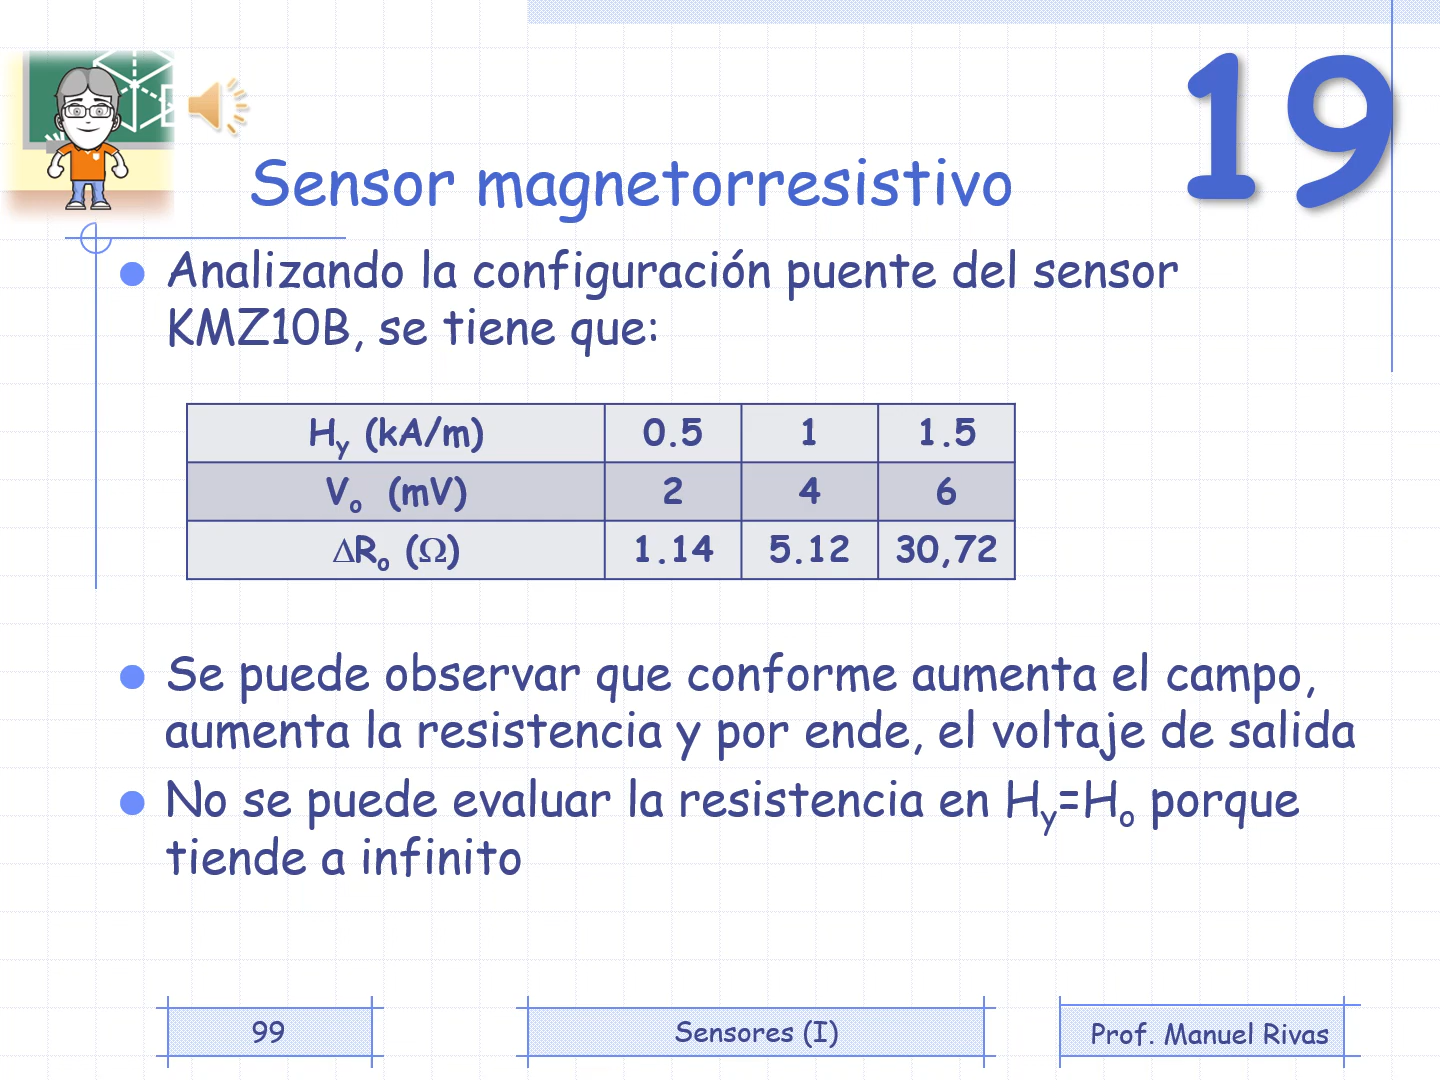 19
Sensor magnetorresistivo
Analizando la configuración puente del sensor
KMZ10B, se tiene que:
Hy (kA/m) 0.5 1 1.5
Vo (mV) 2 4 6
ΔRo (Ω) 1.14 5.12 30,72
Se puede observar que conforme aumenta el campo,
aumenta la resistencia y por ende, el voltaje de salida
No se puede evaluar la resistencia en Hy=Ho porque
tiende a infinito
99
Sensores (I)
Prof. Manuel Rivas